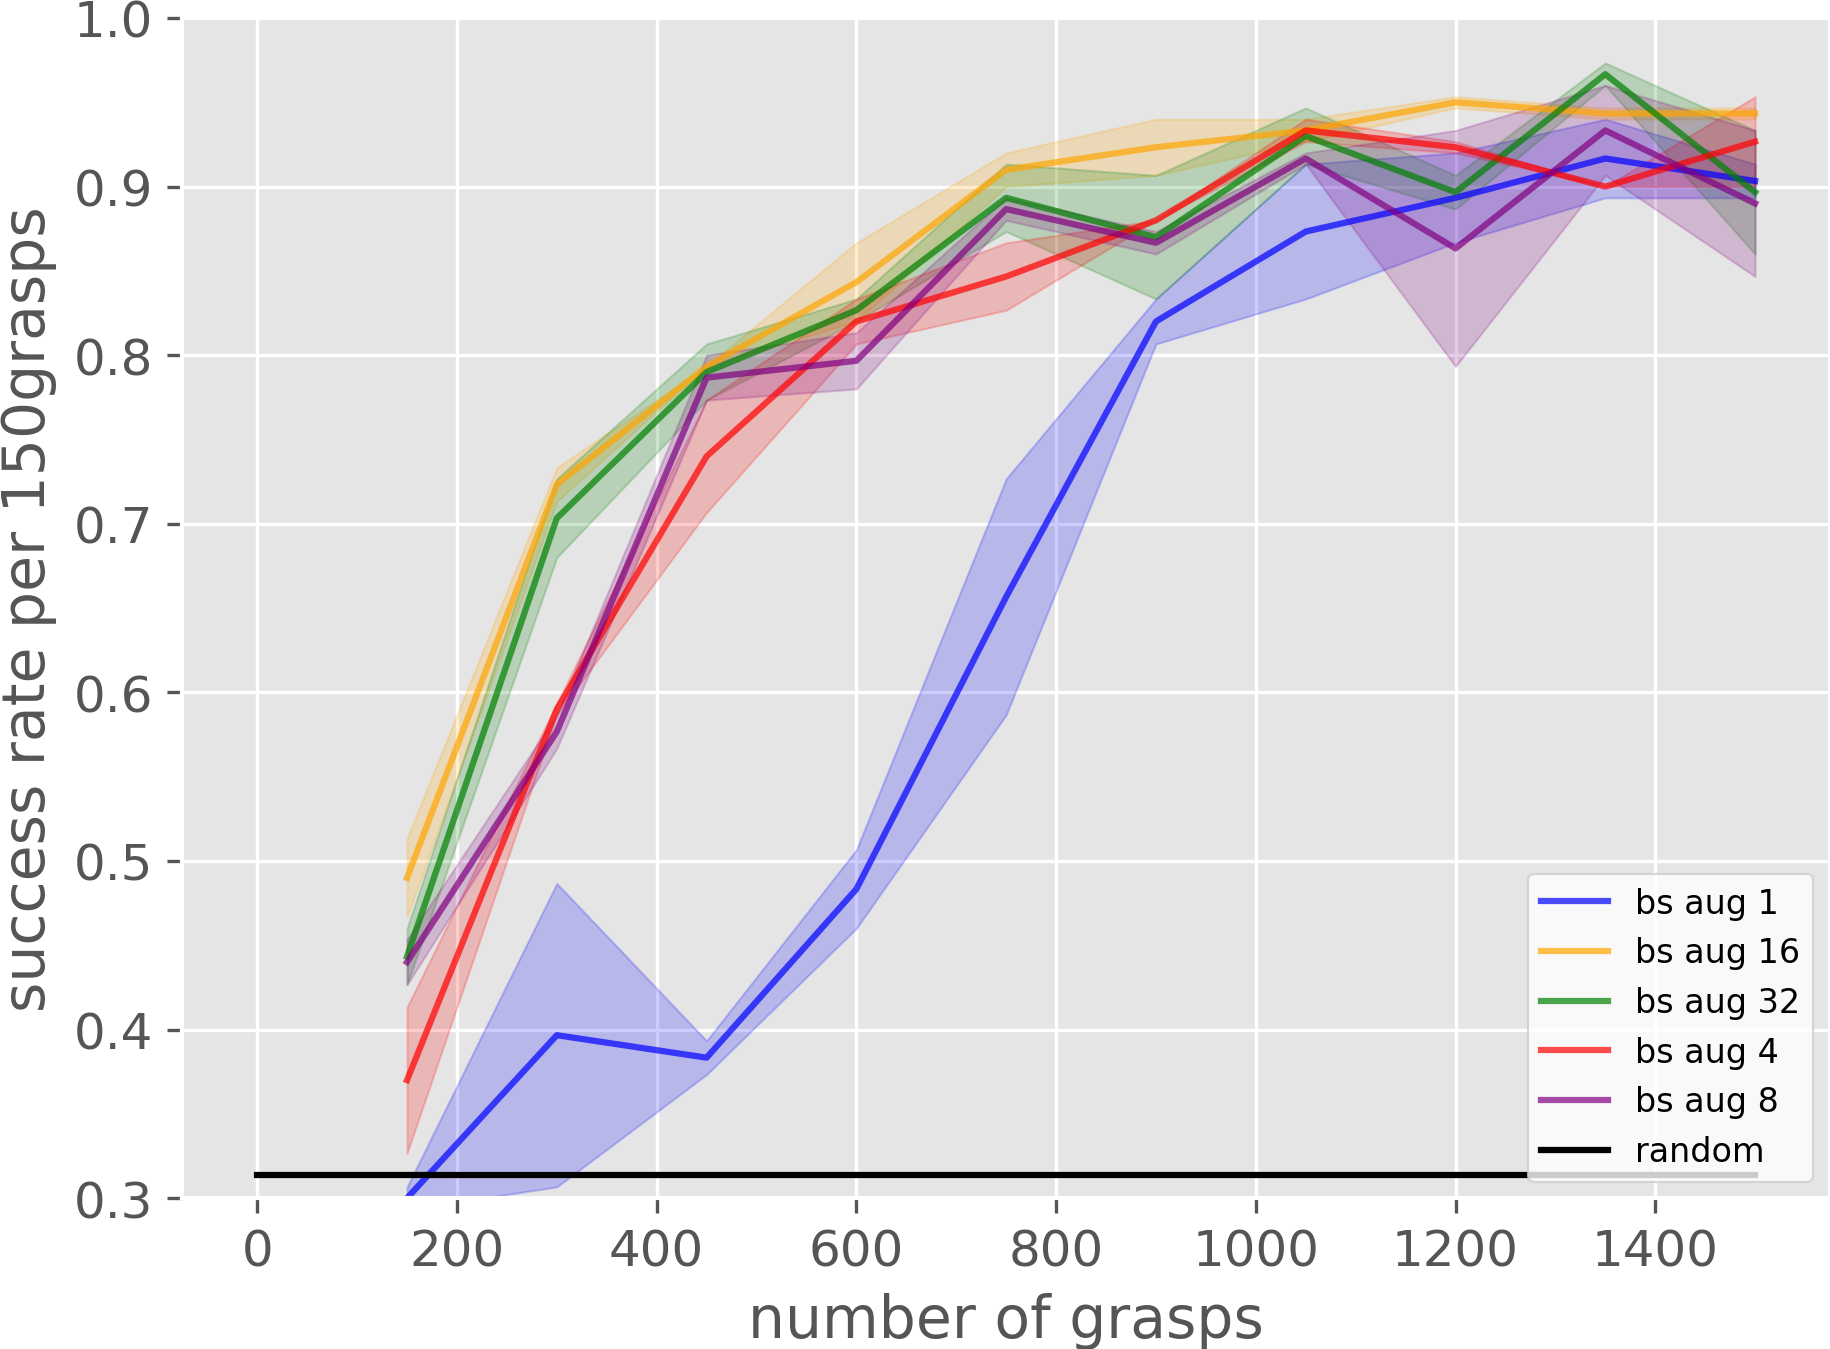 success rate per 150grasps
1.0
0.9
0.8
0.7
0.6
0.5
0.4
0.3
0
200
400
600
800
1000
1200
1400
number of grasps
bs aug 1
bs aug 16
bs aug 32
bs aug 4
bs aug 8
random